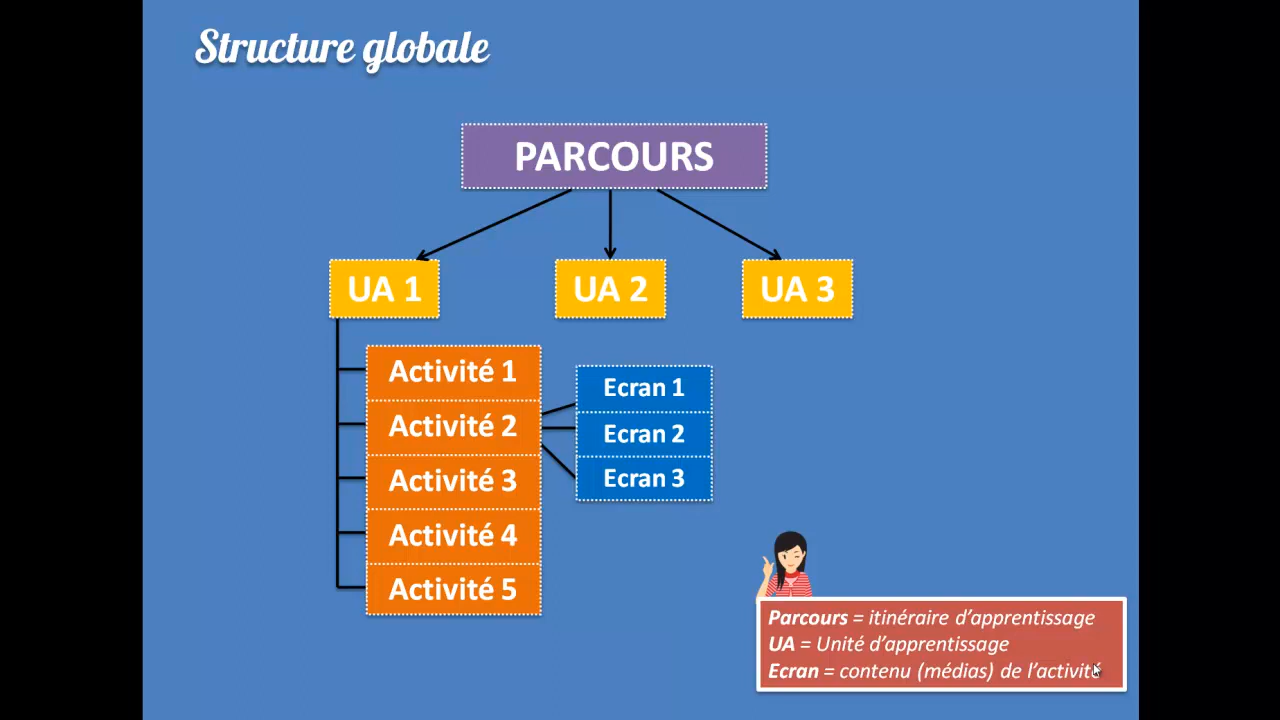 Structure globale
PARCOURS
UA 1
UA 2
UA 3
Activité 1
Activité 2
Activité 3
Activité 4
Activité 5
Ecran 1
Ecran 2
Ecran 3
Parcours = itinéraire d’apprentissage
UA = Unité d’apprentissage
Ecran = contenu (médias) de l’activité